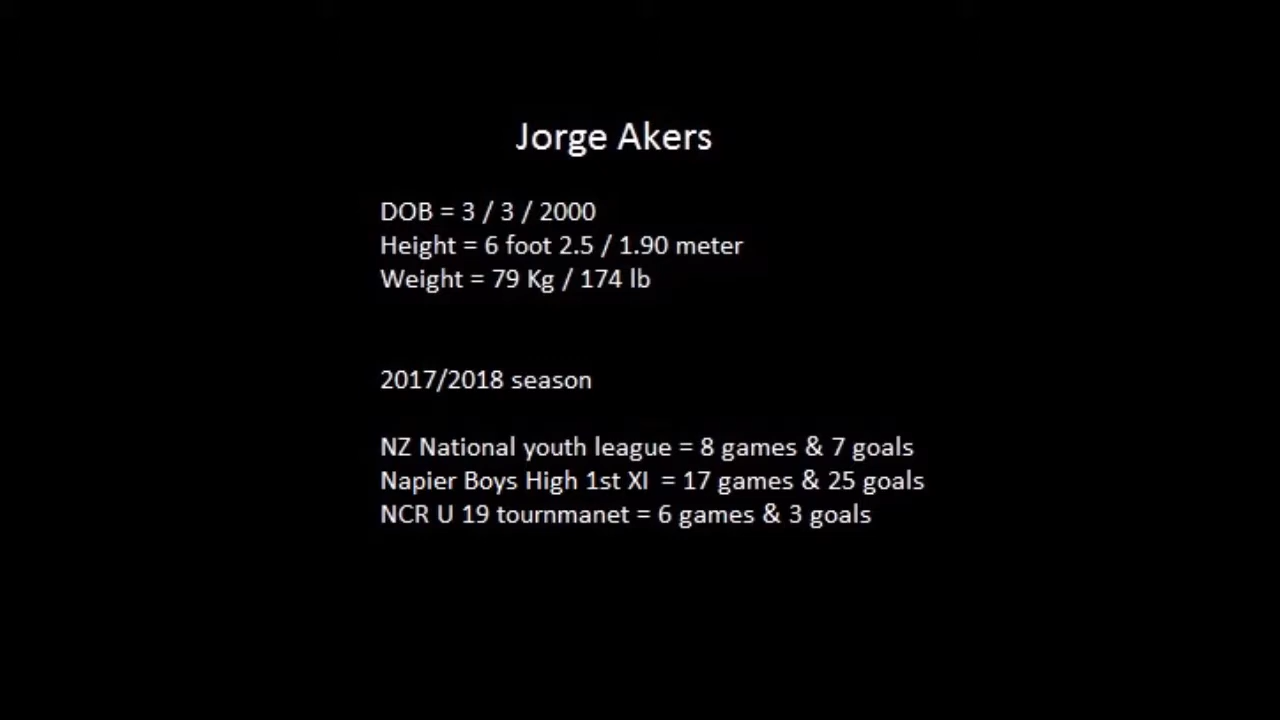 Jorge Akers
DOB = 3 / 3 / 2000
Height = 6 foot 2.5 / 1.90 meter
Weight = 79 Kg / 174 lb
2017/2018 season
NZ National youth league = 8 games & 7 goals
Napier Boys High 1st XI  = 17 games & 25 goals
NCR U 19 tournmanet = 6 games & 3 goals